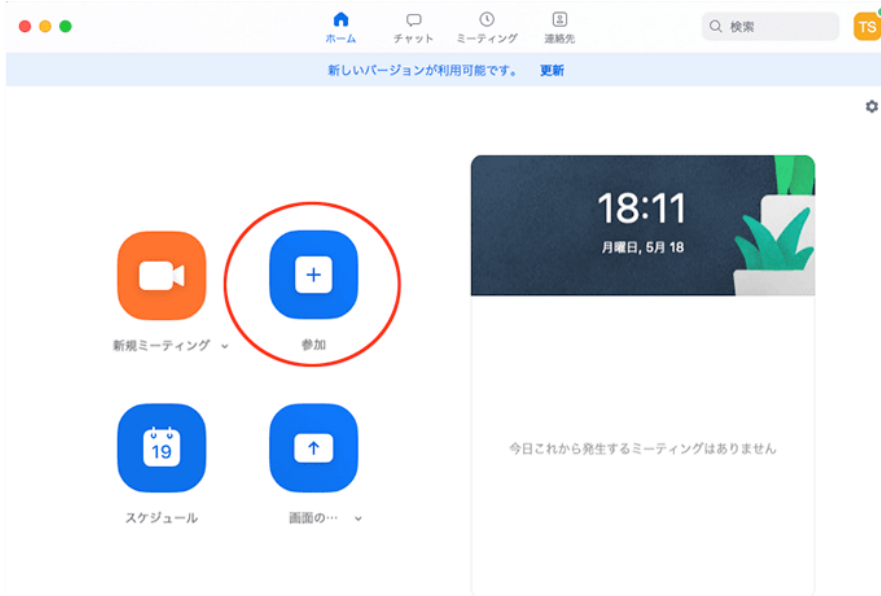 ホーム
チャット
ミーティング
連絡先
検索
TS
新しいバージョンが利用可能です。 更新
18:11
月曜日, 5月 18
新規ミーティング
参加
19
スケジュール
画面の…
今日これから発生するミーティングはありません